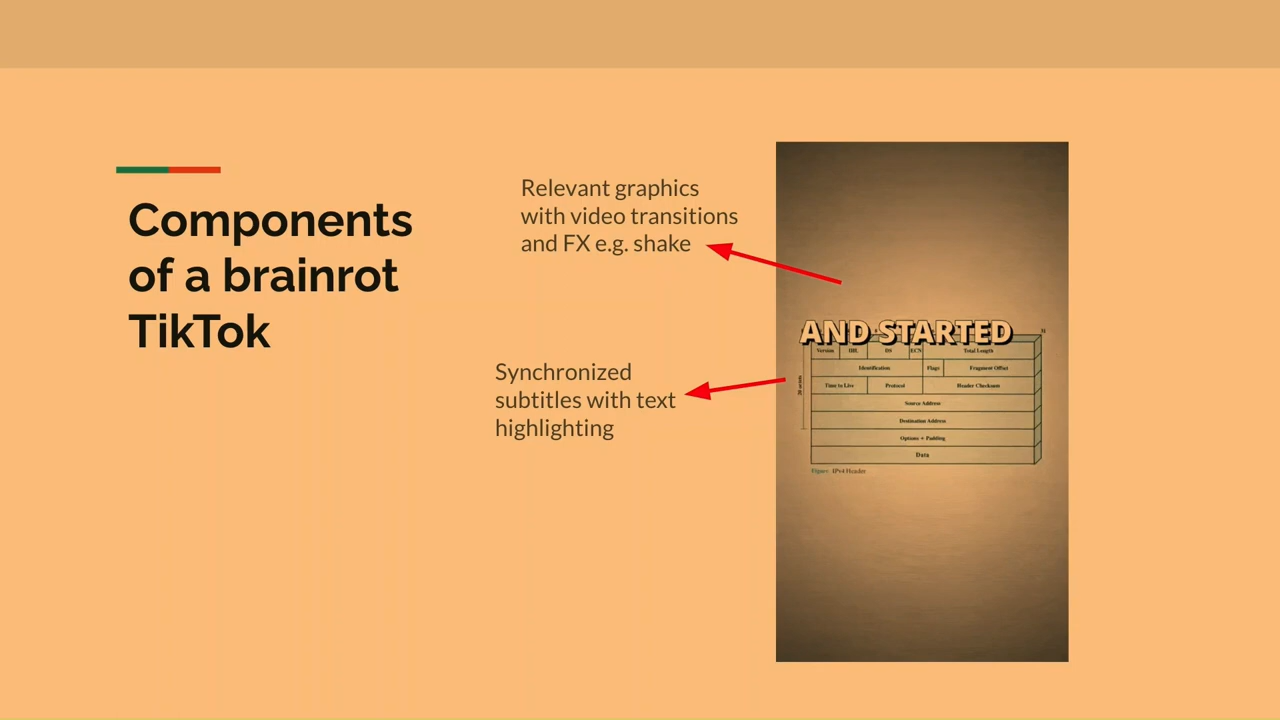 Components
of a brainrot
TikTok
Relevant graphics
with video transitions
and FX e.g. shake
Synchronized
subtitles with text
highlighting
AND STARTED
Version IHL DS ECN Total Length
Identification Flags Fragment Offset
Time to Live Protocol Header Checksum
Source Address
Destination Address
Options + Padding
Data
Figure: IPv4 Header